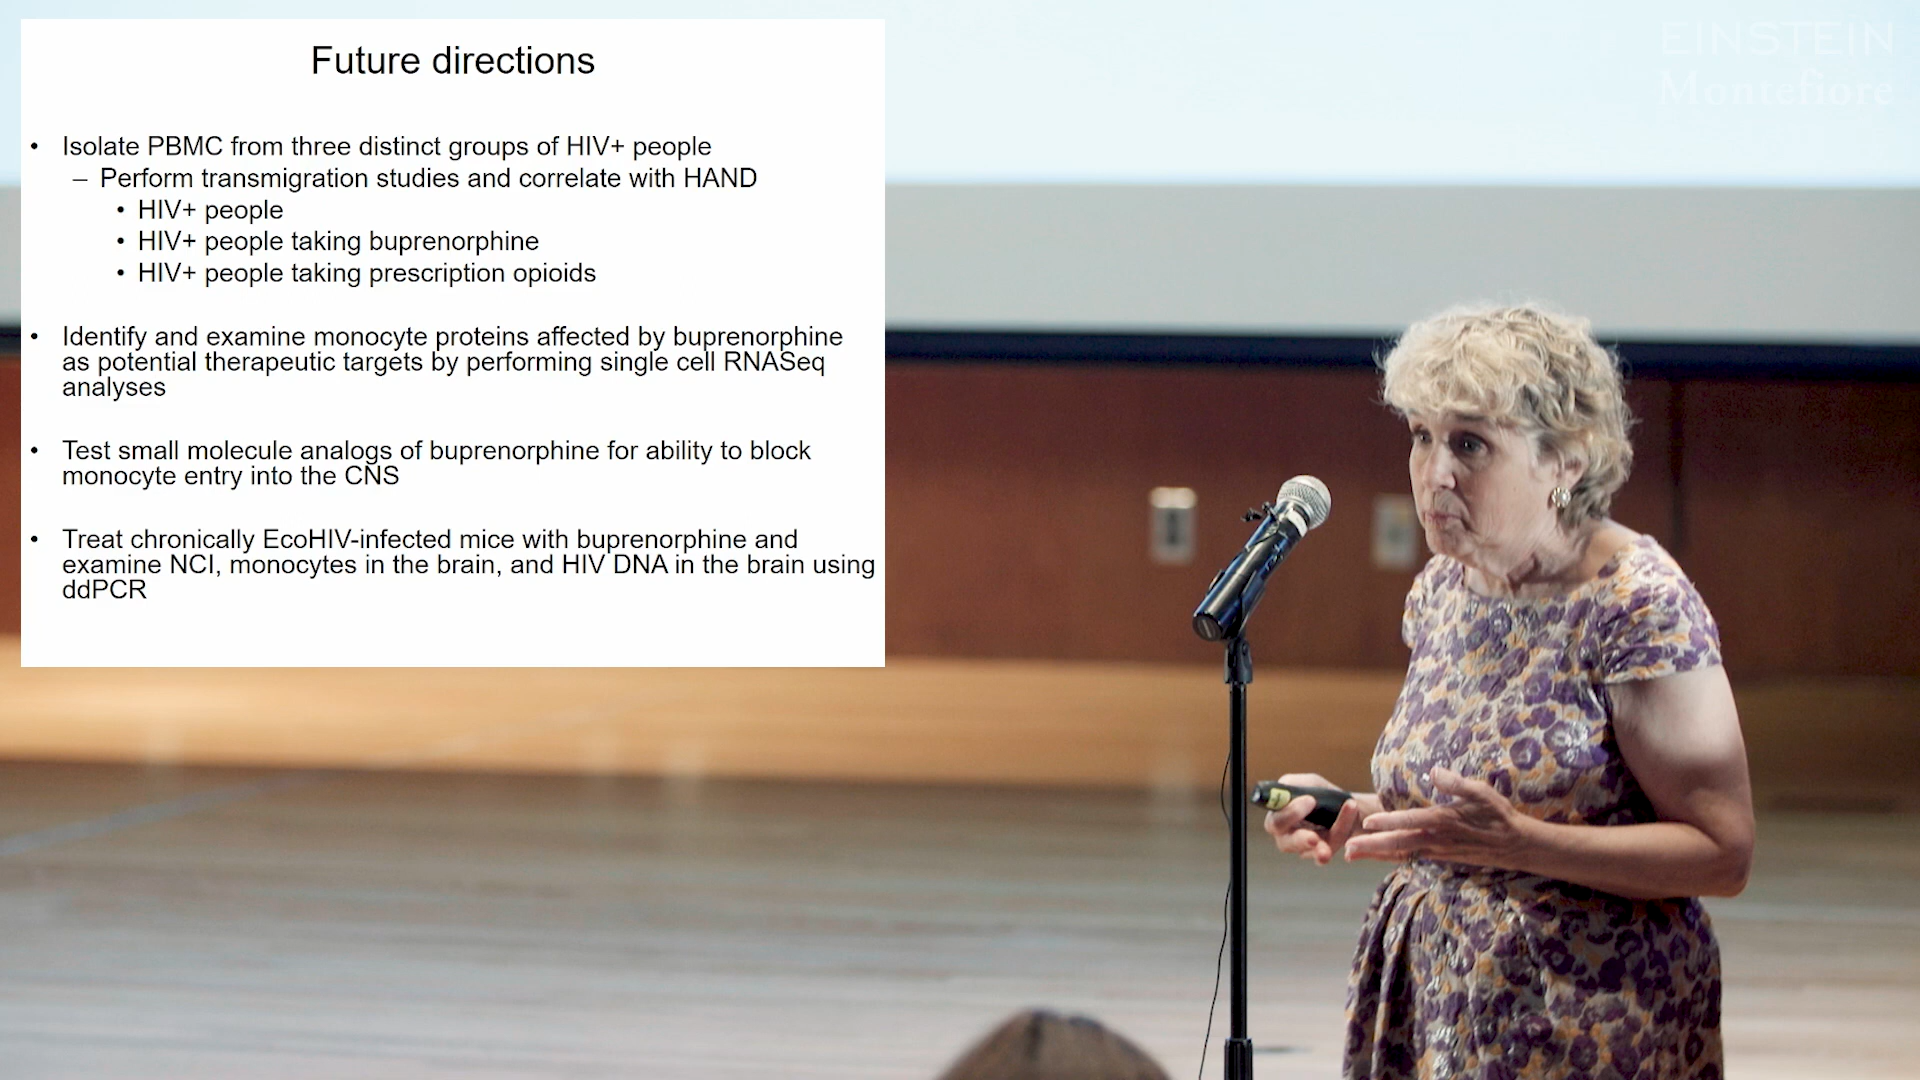 Future directions
• Isolate PBMC from three distinct groups of HIV+ people
– Perform transmigration studies and correlate with HAND
• HIV+ people
• HIV+ people taking buprenorphine
• HIV+ people taking prescription opioids
• Identify and examine monocyte proteins affected by buprenorphine
as potential therapeutic targets by performing single cell RNASeq
analyses
• Test small molecule analogs of buprenorphine for ability to block
monocyte entry into the CNS
• Treat chronically EcoHIV-infected mice with buprenorphine and
examine NCI, monocytes in the brain, and HIV DNA in the brain using
ddPCR
EINSTEIN
Montefiore